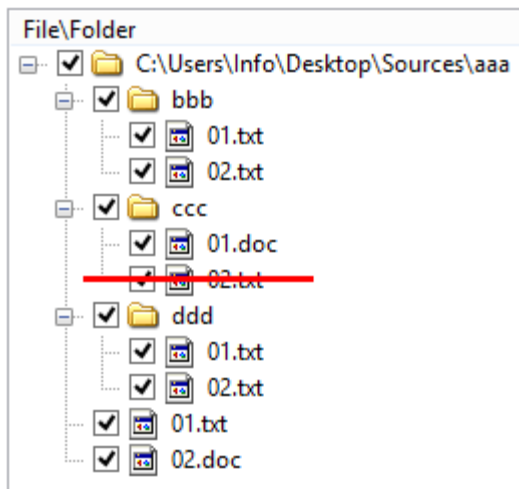 File\Folder
C:\Users\Info\Desktop\Sources\aaa
bbb
01.txt
02.txt
ccc
01.doc
02.txt
ddd
01.txt
02.txt
01.txt
02.doc